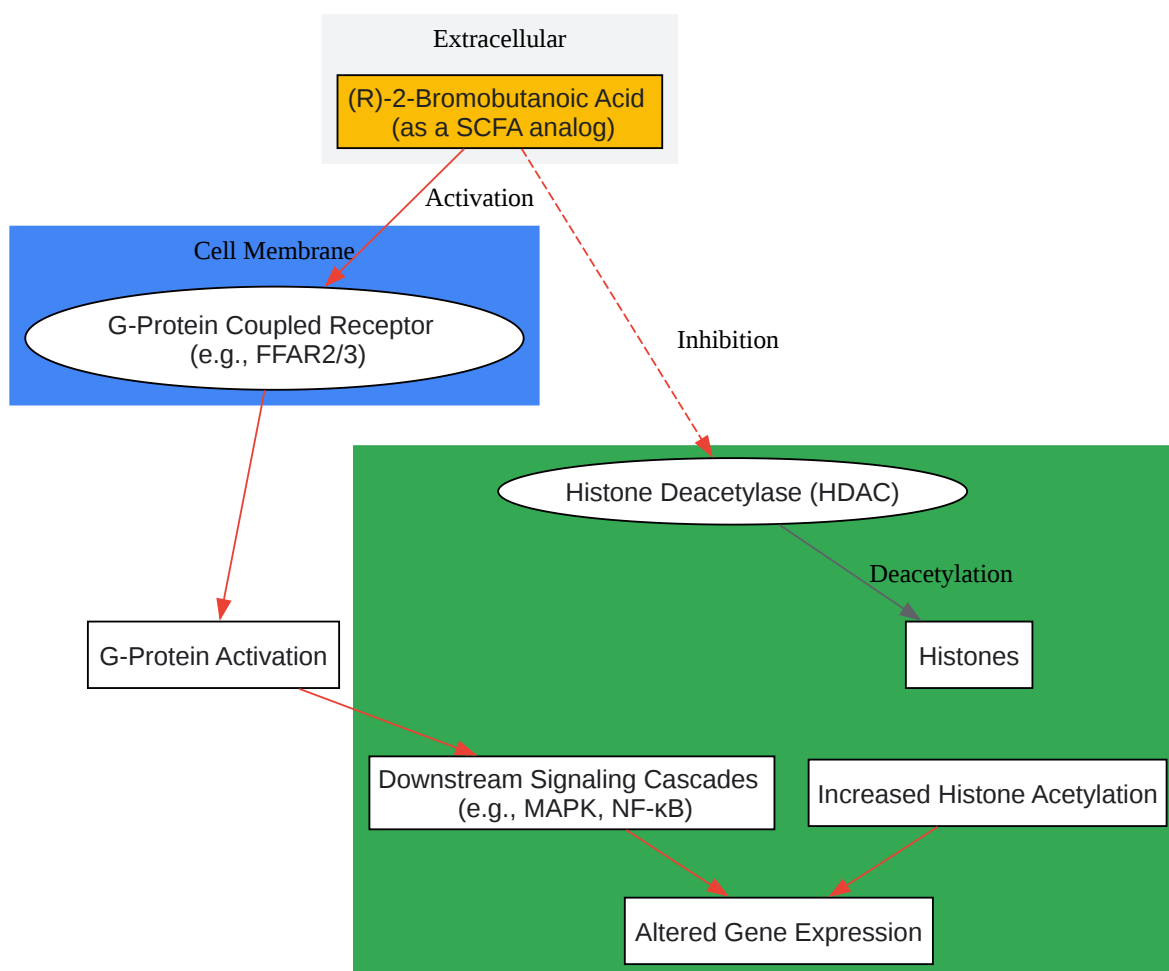 Extracellular
(R)-2-Bromobutanoic Acid
(as a SCFA analog)
Activation
Cell Membrane
G-Protein Coupled Receptor
(e.g., FFAR2/3)
Inhibition
Histone Deacetylase (HDAC)
Deacetylation
G-Protein Activation
Histones
Downstream Signaling Cascades
(e.g., MAPK, NF-κB)
Increased Histone Acetylation
Altered Gene Expression